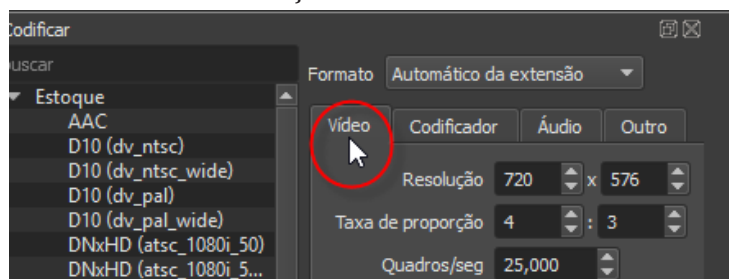 Codificar
buscar
Formato Automático da extensão
Estoque
AAC
D10 (dv_ntsc)
D10 (dv_ntsc_wide)
D10 (dv_pal)
D10 (dv_pal_wide)
DNxHD (atsc_1080i_50)
DNxHD (atsc_1080i_5...
Vídeo Codificador Áudio Outro
Resolução 720 x 576
Taxa de proporção 4 : 3
Quadros/seg 25,000